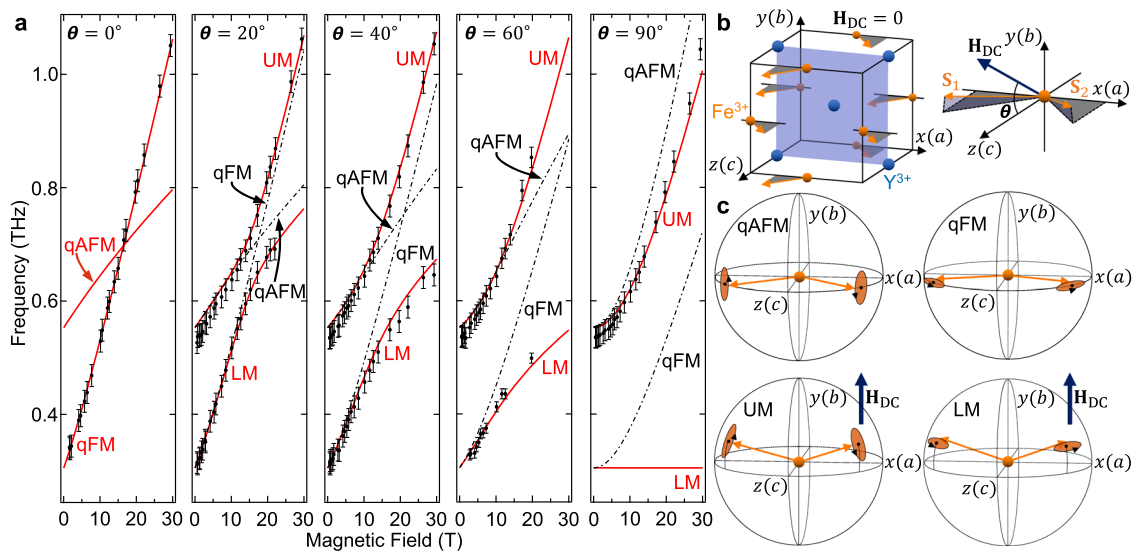 a
θ = 0°
θ = 20°
θ = 40°
θ = 60°
θ = 90°
Frequency (THz)
1.0
0.8
0.6
0.4
qAFM
qFM
UM
qFM
qAFM
LM
UM
qAFM
qFM
LM
UM
qAFM
qFM
LM
qAFM
UM
qFM
LM
0 10 20 30
0 10 20 30
0 10 20 30
0 10 20 30
0 10 20 30
Magnetic Field (T)
b
y(b)
H_DC = 0
Fe³⁺
x(a)
z(c)
Y³⁺
y(b)
H_DC
S₁
S₂
x(a)
θ
z(c)
c
qAFM
y(b)
x(a)
z(c)
qFM
y(b)
x(a)
z(c)
UM
y(b)
H_DC
x(a)
z(c)
LM
y(b)
H_DC
x(a)
z(c)